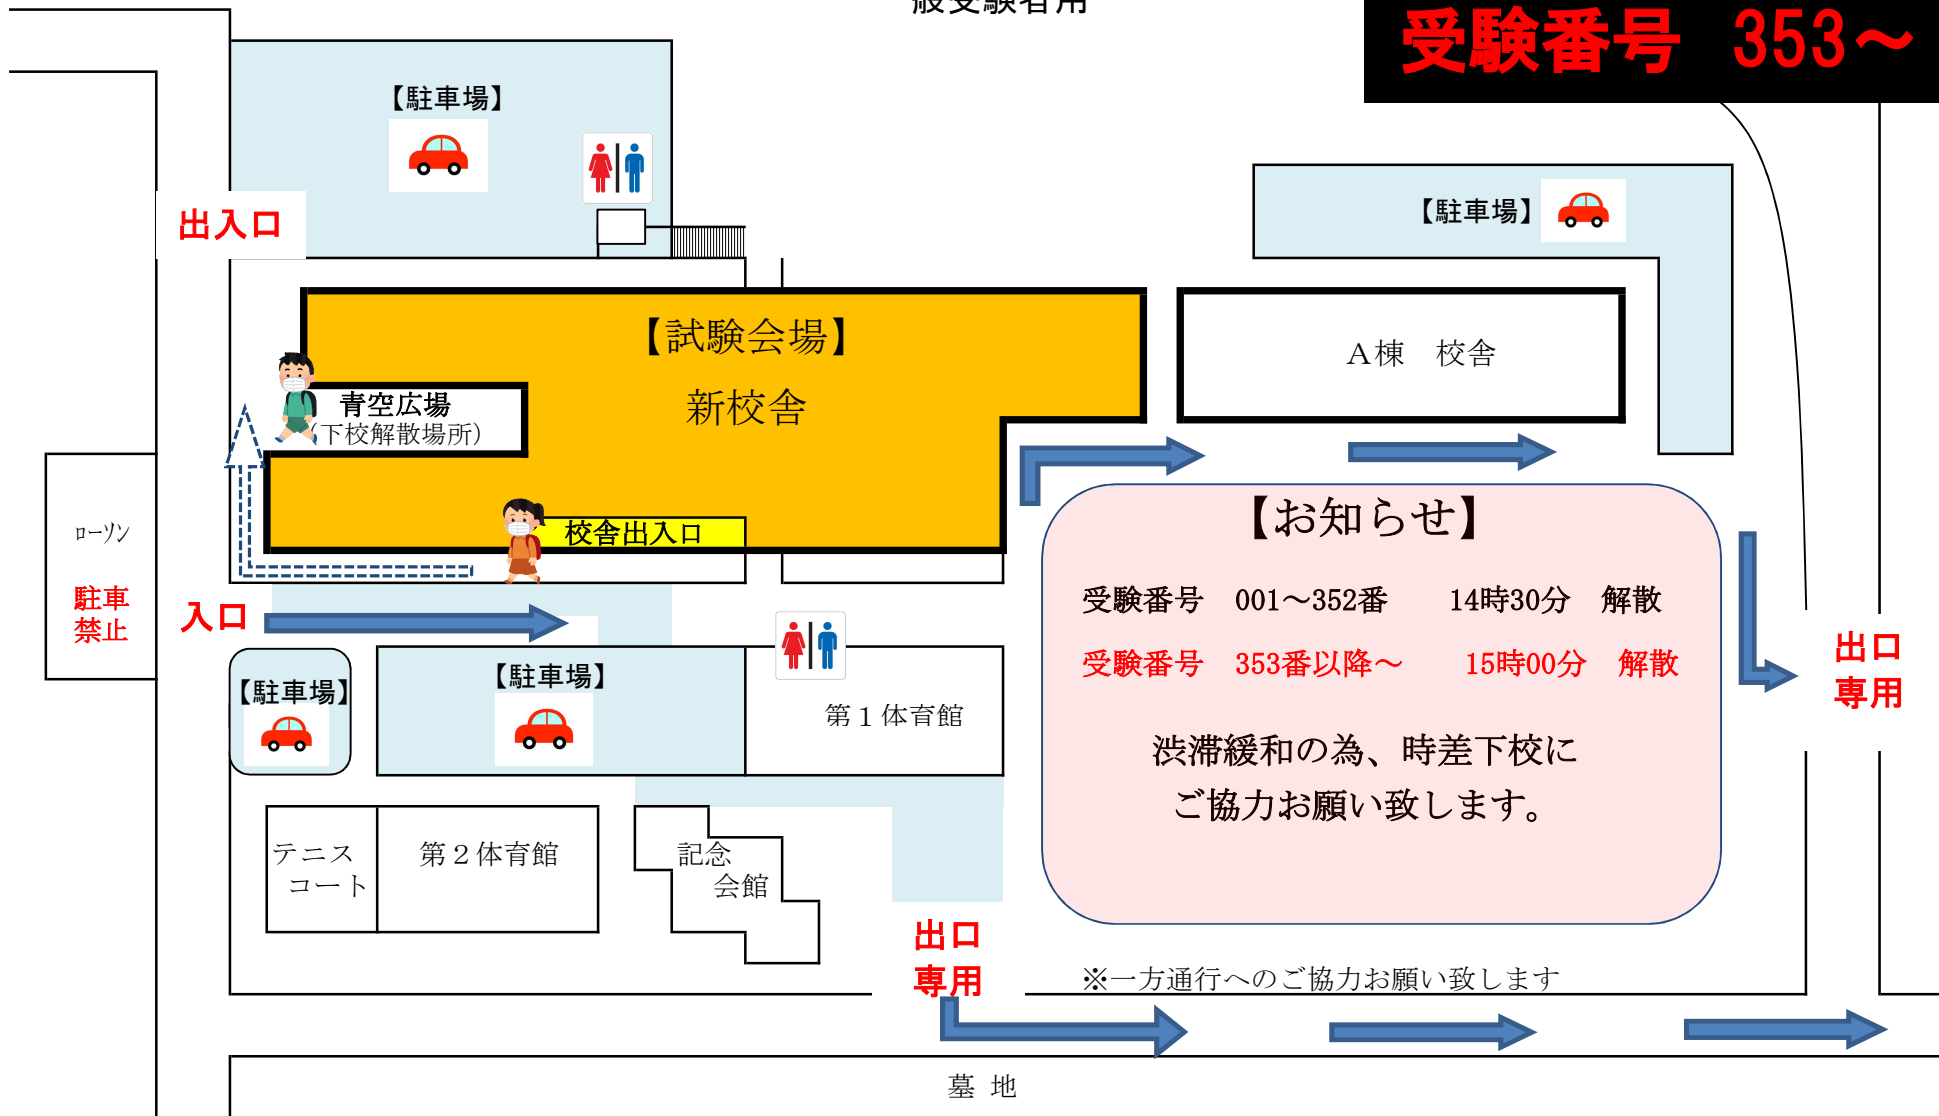 般受験者用
受験番号　353～
【駐車場】
【駐車場】
出入口
【試験会場】
新校舎
A棟　校舎
青空広場
（下校解散場所）
校舎出入口
ローソン
駐車
禁止
入口
【お知らせ】
受験番号　001～352番　　14時30分　解散
受験番号　353番以降～　　15時00分　解散
渋滞緩和の為、時差下校に
ご協力お願い致します。
出口
専用
【駐車場】
【駐車場】
第１体育館
テニス
コート
第２体育館
記念
会館
出口
専用
※一方通行へのご協力お願い致します
墓 地